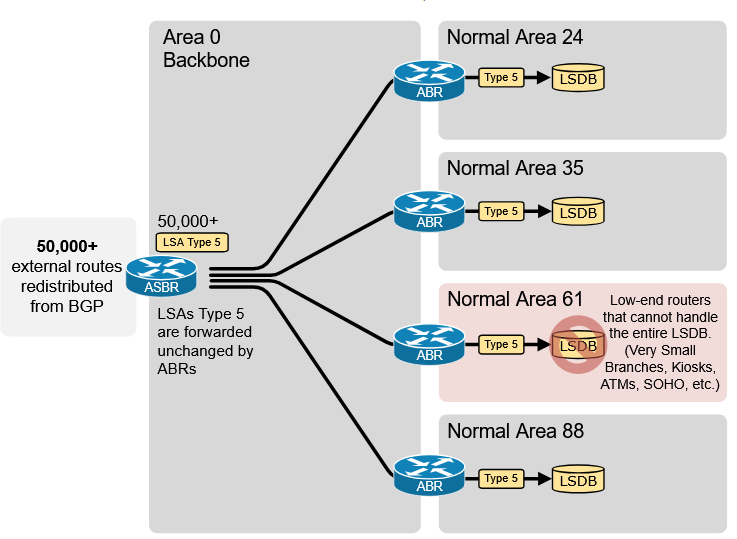 Area 0
Backbone
Normal Area 24
ABR
Type 5
LSDB
Normal Area 35
ABR
Type 5
LSDB
50,000+
LSA Type 5
50,000+
external routes
redistributed
from BGP
ASBR
LSAs Type 5
are forwarded
unchanged by
ABRs
Normal Area 61
ABR
Type 5
LSDB
Low-end routers
that cannot handle
the entire LSDB.
(Very Small
Branches, Kiosks,
ATMs, SOHO, etc.)
Normal Area 88
ABR
Type 5
LSDB